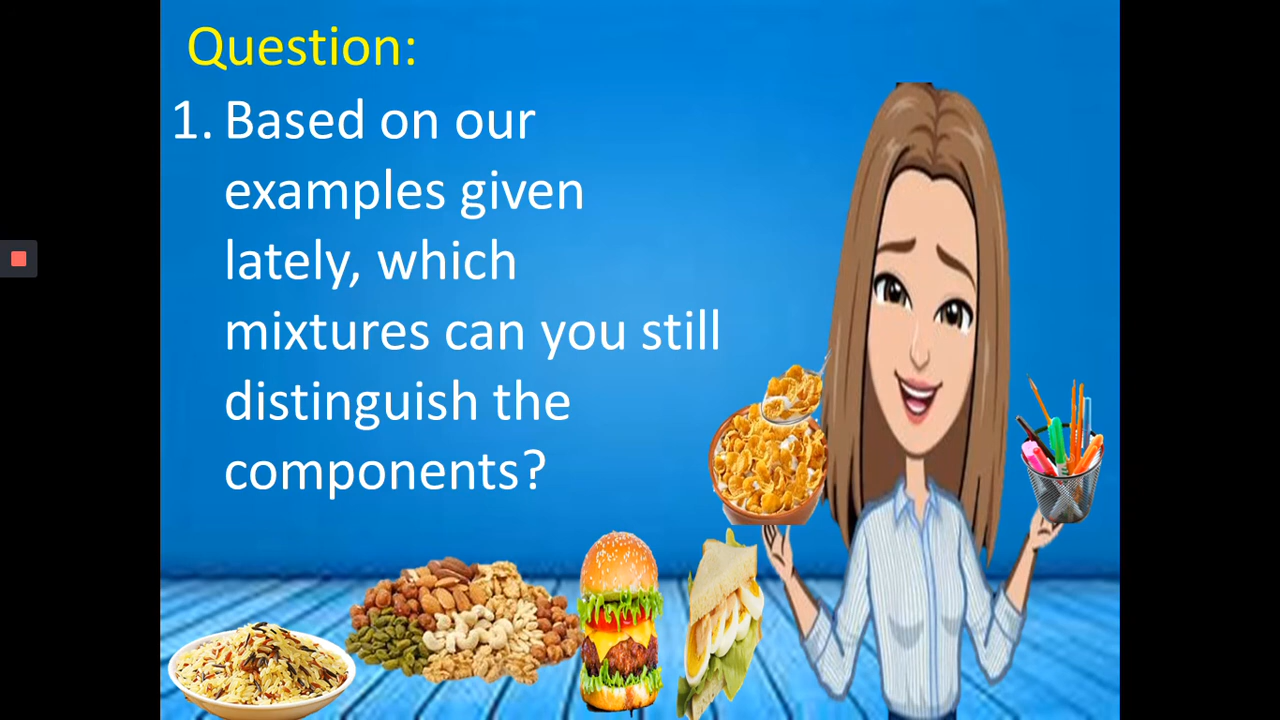 Question:
1. Based on our
examples given
lately, which
mixtures can you still
distinguish the
components?